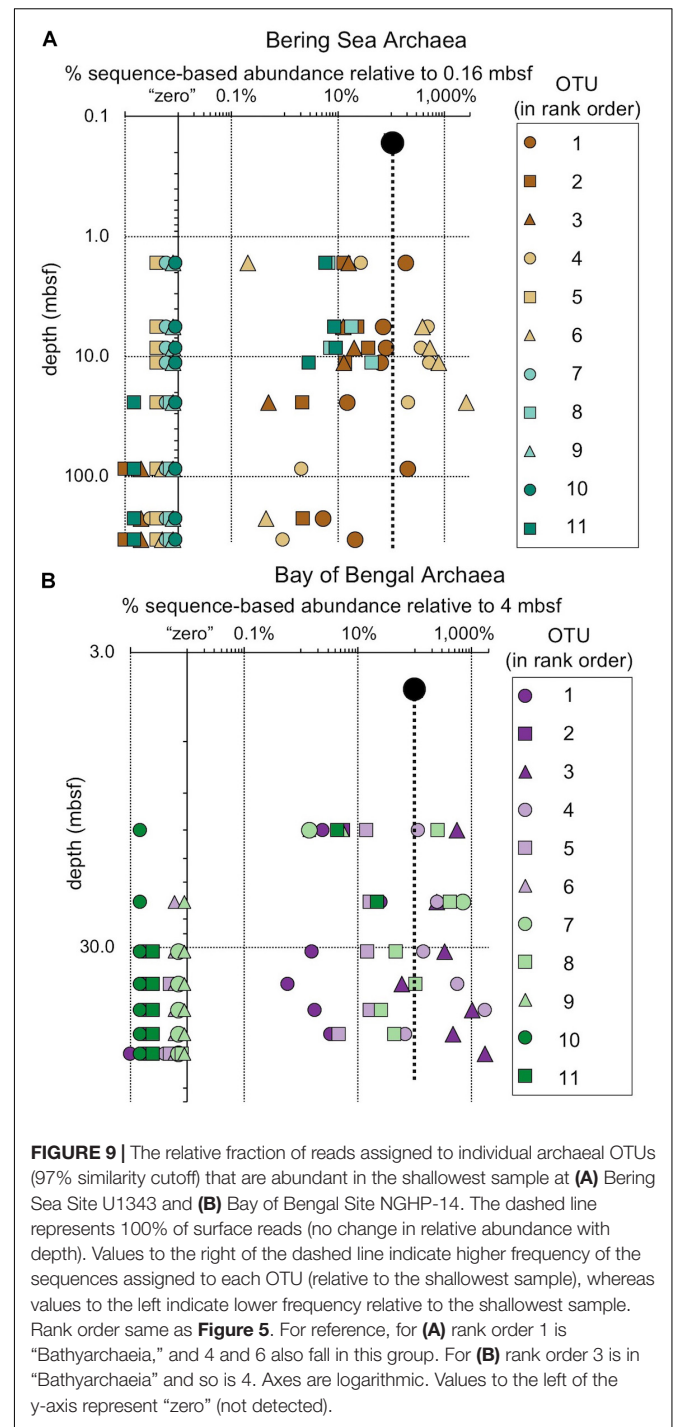 A
Bering Sea Archaea
% sequence-based abundance relative to 0.16 mbsf
"zero" 0.1% 10% 1,000%
OTU
(in rank order)
0.1
1.0
10.0
100.0
depth (mbsf)
1
2
3
4
5
6
7
8
9
10
11
B
Bay of Bengal Archaea
% sequence-based abundance relative to 4 mbsf
"zero" 0.1% 10% 1,000%
OTU
(in rank order)
3.0
30.0
depth (mbsf)
1
2
3
4
5
6
7
8
9
10
11
FIGURE 9 | The relative fraction of reads assigned to individual archaeal OTUs
(97% similarity cutoff) that are abundant in the shallowest sample at (A) Bering
Sea Site U1343 and (B) Bay of Bengal Site NGHP-14. The dashed line
represents 100% of surface reads (no change in relative abundance with
depth). Values to the right of the dashed line indicate higher frequency of the
sequences assigned to each OTU (relative to the shallowest sample), whereas
values to the left indicate lower frequency relative to the shallowest sample.
Rank order same as Figure 5. For reference, for (A) rank order 1 is
"Bathyarchaeia," and 4 and 6 also fall in this group. For (B) rank order 3 is in
"Bathyarchaeia" and so is 4. Axes are logarithmic. Values to the left of the
y-axis represent "zero" (not detected).